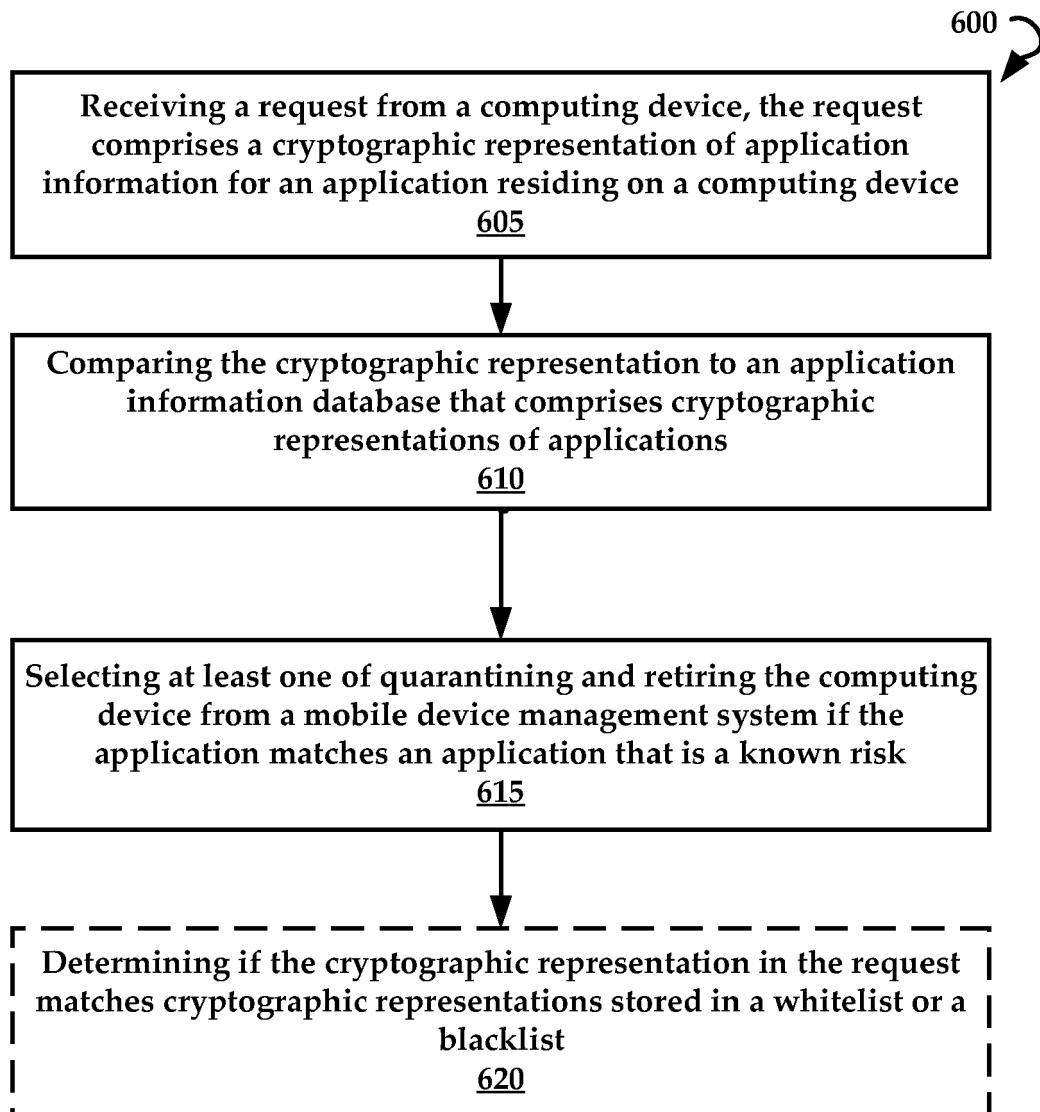 600
Receiving a request from a computing device, the request
comprises a cryptographic representation of application
information for an application residing on a computing device
605
Comparing the cryptographic representation to an application
information database that comprises cryptographic
representations of applications
610
Selecting at least one of quarantining and retiring the computing
device from a mobile device management system if the
application matches an application that is a known risk
615
Determining if the cryptographic representation in the request
matches cryptographic representations stored in a whitelist or a
blacklist
620